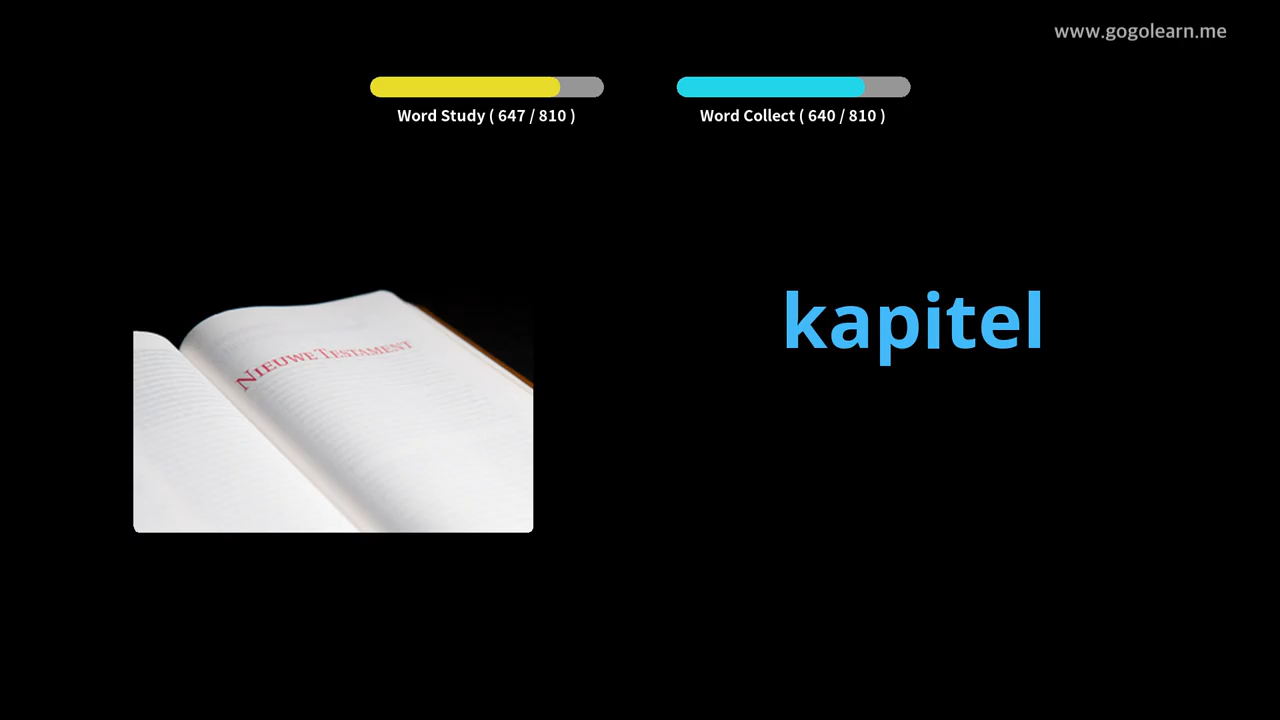 www.gogolearn.me
Word Study ( 647 / 810 )
Word Collect ( 640 / 810 )
NIEUWE TESTAMENT
kapitel